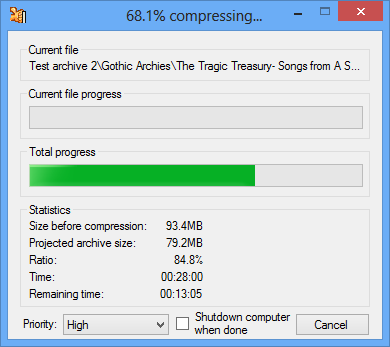 68.1% compressing...
Current file
Test archive 2\Gothic Archies\The Tragic Treasury- Songs from A S...
Current file progress
Total progress
Statistics
Size before compression: 93.4MB
Projected archive size: 79.2MB
Ratio: 84.8%
Time: 00:28:00
Remaining time: 00:13:05
Priority: High Shutdown computer
when done Cancel